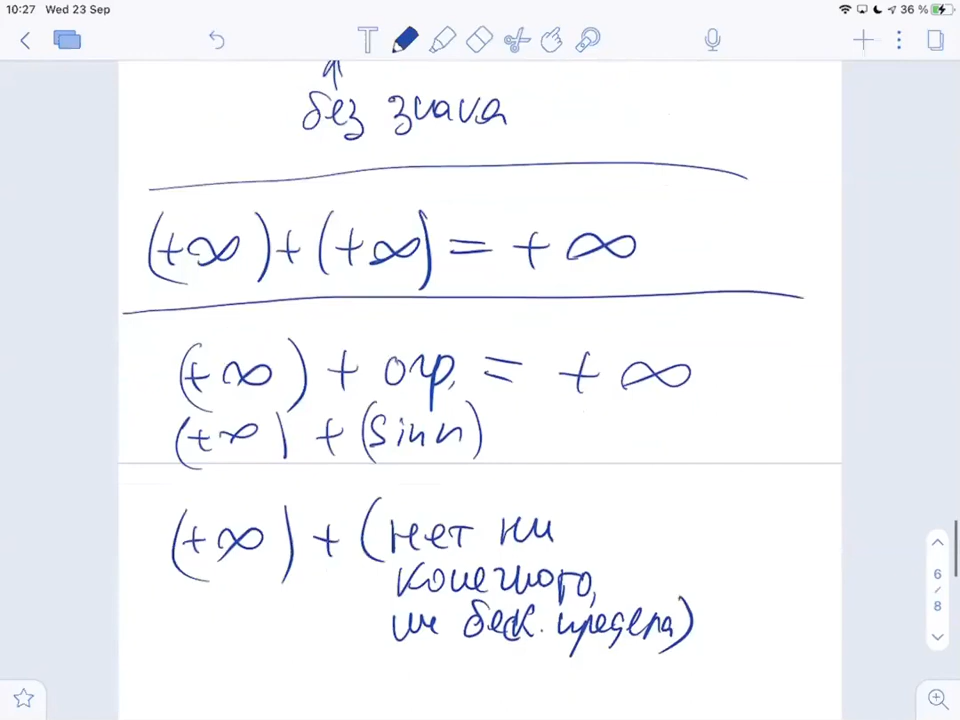 10:27 Wed 23 Sep 36 %
T
без знака
(+∞)+(+∞)=+∞
(+∞) + огр. = +∞
(+∞) + (sin n)
(+∞) + (нет ни
конечного,
ни беск. предела)
6
/
8